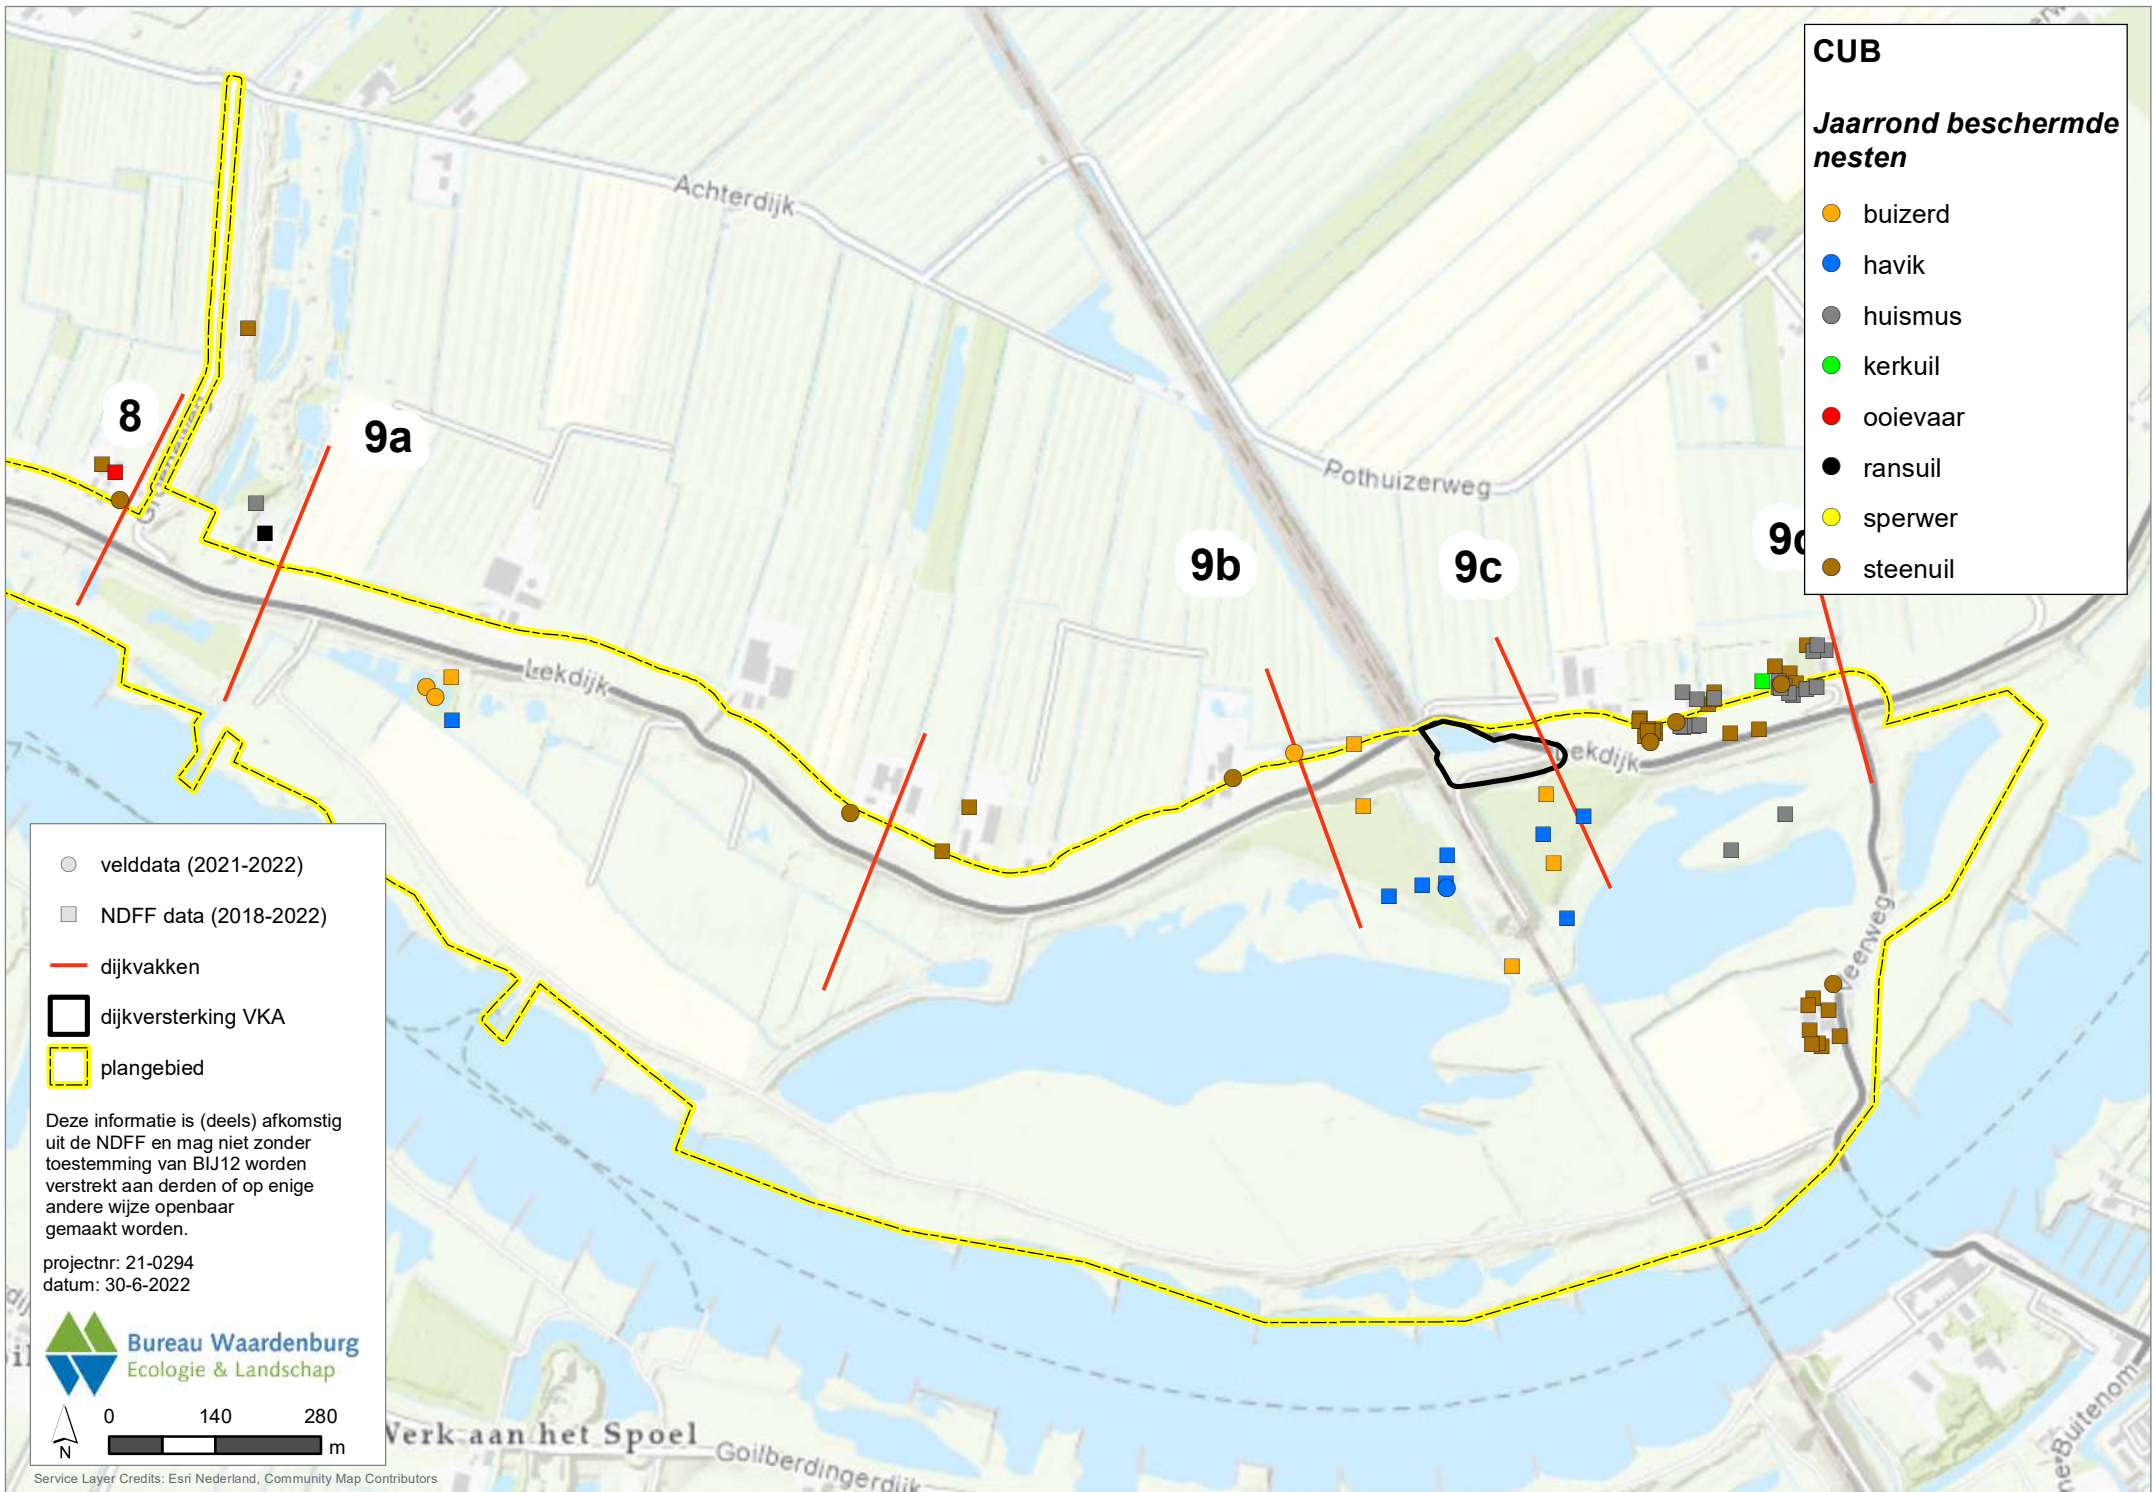 CUB
Jaarrond beschermde
nesten
buizerd
havik
huismus
kerkuil
ooievaar
ransuil
sperwer
steenuil
Achterdijk
Pothuizerweg
8
9a
9b
9c
Lekdijk
Lekdijk
Veerweg
velddata (2021-2022)
NDFF data (2018-2022)
dijkvakken
dijkversterking VKA
plangebied
Deze informatie is (deels) afkomstig
uit de NDFF en mag niet zonder
toestemming van BIJ12 worden
verstrekt aan derden of op enige
andere wijze openbaar
gemaakt worden.
projectnr: 21-0294
datum: 30-6-2022
Bureau Waardenburg
Ecologie & Landschap
0 140 280
m
N
Werk aan het Spoel
Goilberdingerdijk
Service Layer Credits: Esri Nederland, Community Map Contributors